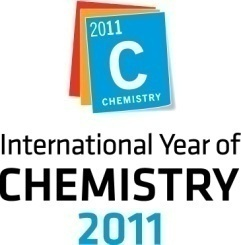 2011
C
CHEMISTRY
International Year of
CHEMISTRY
2011